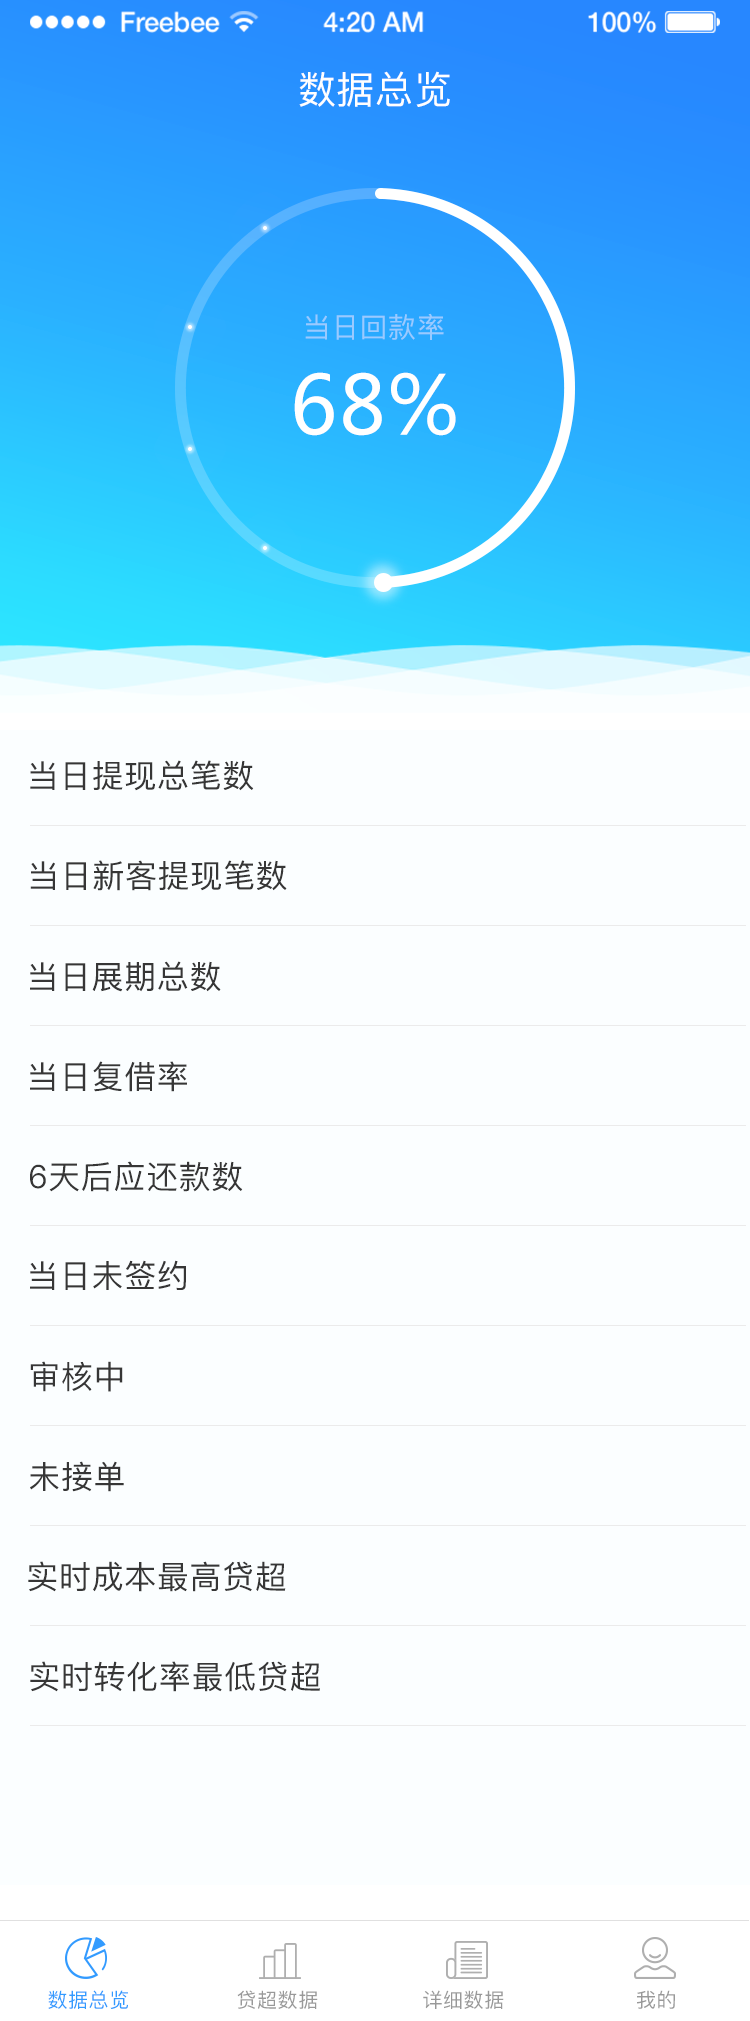 Freebee 4:20 AM 100%
数据总览
当日回款率
68%
当日提现总笔数
当日新客提现笔数
当日展期总数
当日复借率
6天后应还款数
当日未签约
审核中
未接单
实时成本最高贷超
实时转化率最低贷超
数据总览 贷超数据 详细数据 我的